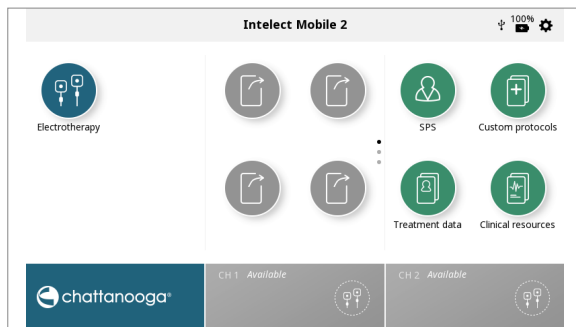 Intelect Mobile 2
100%
Electrotherapy
SPS
Custom protocols
Treatment data
Clinical resources
chattanooga®
CH 1 Available
CH 2 Available